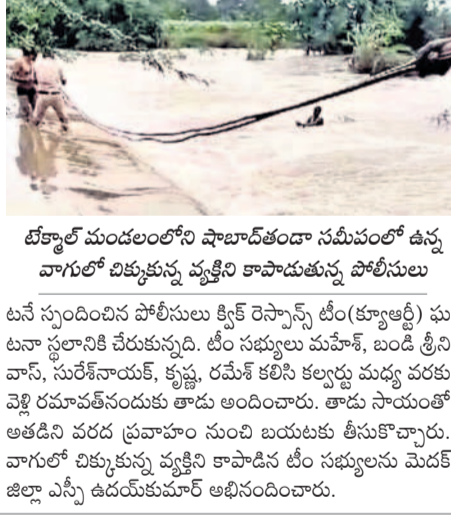 టేక్మాల్ మండలంలోని షాబాద్‌తండా సమీపంలో ఉన్న
వాగులో చిక్కుకున్న వ్యక్తిని కాపాడుతున్న పోలీసులు
టనే స్పందించిన పోలీసులు క్విక్ రెస్పాన్స్ టీం(క్యూఆర్టీ) ఘ
టనా స్థలానికి చేరుకున్నది. టీం సభ్యులు మహేశ్, బండి శ్రీని
వాస్, సురేశ్‌నాయక్, కృష్ణ, రమేశ్ కలిసి కల్వర్టు మధ్య వరకు
వెళ్లి రమావత్‌నందుకు తాడు అందించారు. తాడు సాయంతో
అతడిని వరద ప్రవాహం నుంచి బయటకు తీసుకొచ్చారు.
వాగులో చిక్కుకున్న వ్యక్తిని కాపాడిన టీం సభ్యులను మెదక్
జిల్లా ఎస్పీ ఉదయ్‌కుమార్ అభినందించారు.